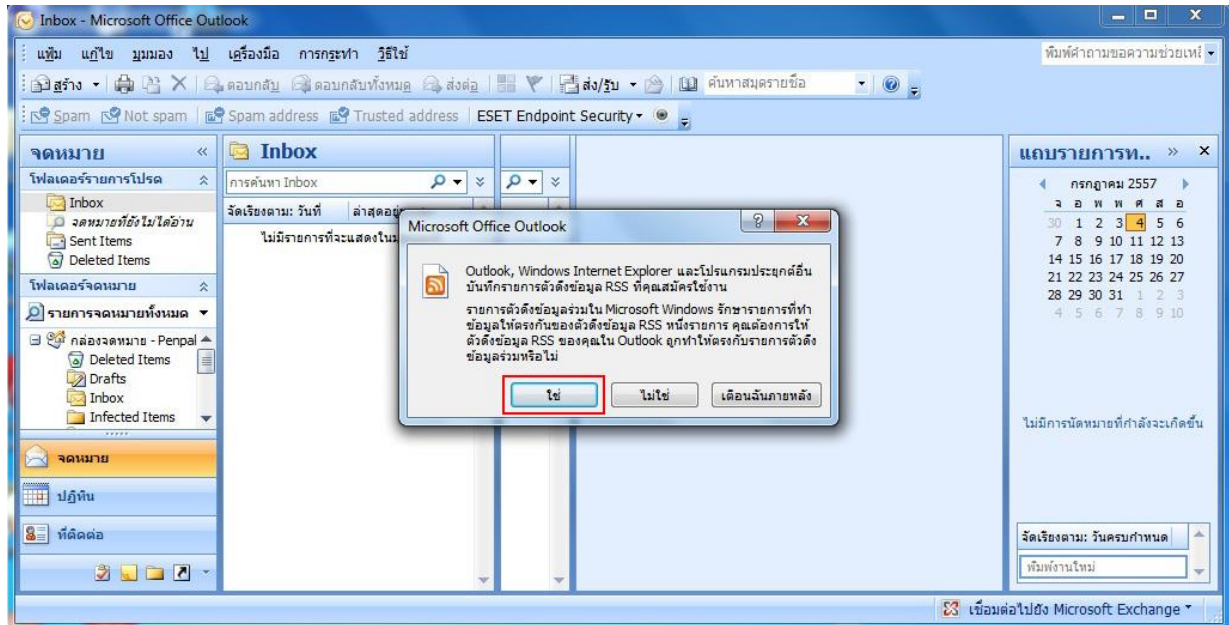 Inbox - Microsoft Office Outlook
แฟ้ม แก้ไข มุมมอง ไป เครื่องมือ การกระทำ วิธีใช้ พิมพ์คำถามขอความช่วยเหลื
สร้าง ตอบกลับ ตอบกลับทั้งหมด ส่งต่อ ส่ง/รับ ค้นหาสมุดรายชื่อ
Spam Not spam Spam address Trusted address ESET Endpoint Security
จดหมาย
โฟลเดอร์รายการโปรด
Inbox
จดหมายที่ยังไม่ได้อ่าน
Sent Items
Deleted Items
โฟลเดอร์จดหมาย
รายการจดหมายทั้งหมด
กล่องจดหมาย - Penpal
Deleted Items
Drafts
Inbox
Infected Items
จดหมาย
ปฏิทิน
ที่ติดต่อ
Inbox
การค้นหา Inbox
จัดเรียงตาม: วันที่ ล่าสุดอยู่
ไม่มีรายการที่จะแสดงในมุ
Microsoft Office Outlook
Outlook, Windows Internet Explorer และโปรแกรมประยุกต์อื่น
บันทึกรายการตัวดึงข้อมูล RSS ที่คุณสมัครใช้งาน
รายการตัวดึงข้อมูลร่วมใน Microsoft Windows รักษารายการที่ทำ
ข้อมูลให้ตรงกันของตัวดึงข้อมูล RSS หนึ่งรายการ คุณต้องการให้
ตัวดึงข้อมูล RSS ของคุณใน Outlook ถูกทำให้ตรงกับรายการตัวดึง
ข้อมูลร่วมหรือไม่
ใช่ ไม่ใช่ เตือนฉันภายหลัง
แถบรายการท..
กรกฎาคม 2557
จ อ พ พ ศ ส อ
30 1 2 3 4 5 6
7 8 9 10 11 12 13
14 15 16 17 18 19 20
21 22 23 24 25 26 27
28 29 30 31 1 2 3
4 5 6 7 8 9 10
ไม่มีการนัดหมายที่กำลังจะเกิดขึ้น
จัดเรียงตาม: วันครบกำหนด
พิมพ์งานใหม่
เชื่อมต่อไปยัง Microsoft Exchange